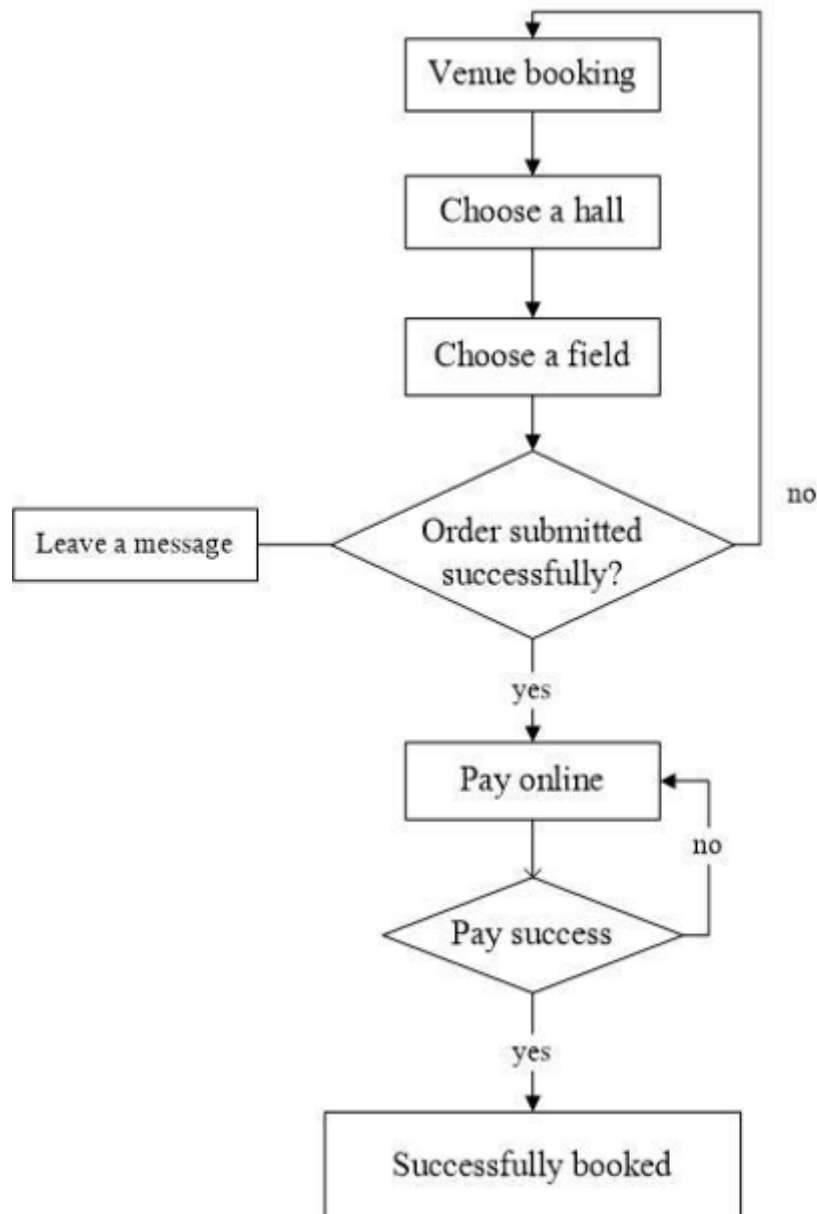 Venue booking
Choose a hall
Choose a field
Leave a message
Order submitted
successfully?
no
yes
Pay online
no
Pay success
yes
Successfully booked